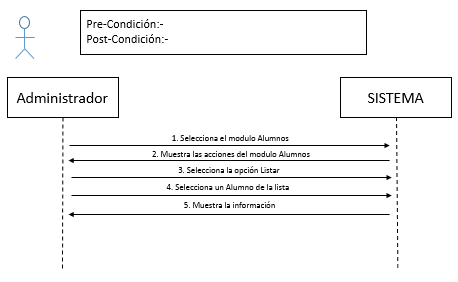 Pre-Condición:-
Post-Condición:-
Administrador
SISTEMA
1. Selecciona el modulo Alumnos
2. Muestra las acciones del modulo Alumnos
3. Selecciona la opción Listar
4. Selecciona un Alumno de la lista
5. Muestra la información